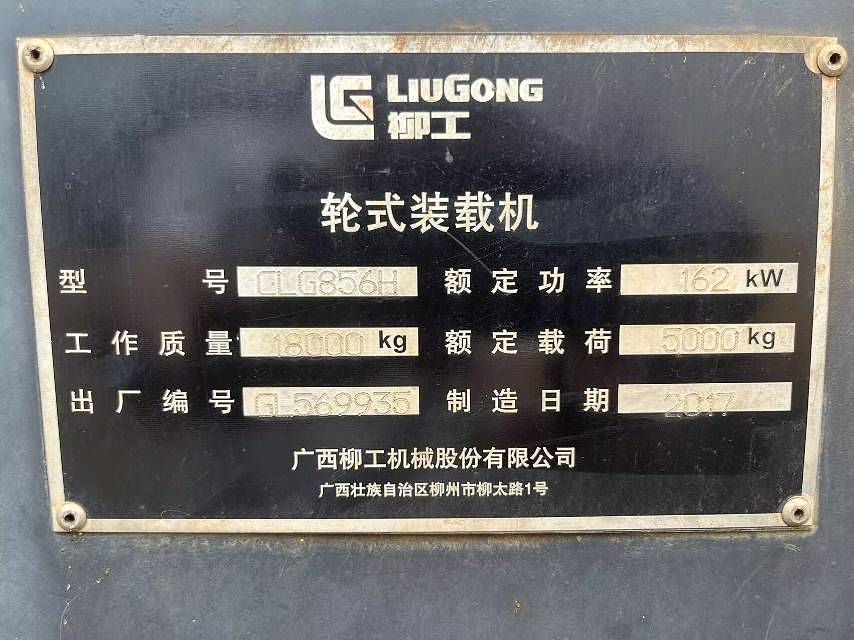 LG LIUGONG
柳工
轮式装载机
型号 CLG856H 额定功率 162 kW
工作质量 18000 kg 额定载荷 5000 kg
出厂编号 GL569935 制造日期 2017
广西柳工机械股份有限公司
广西壮族自治区柳州市柳太路1号